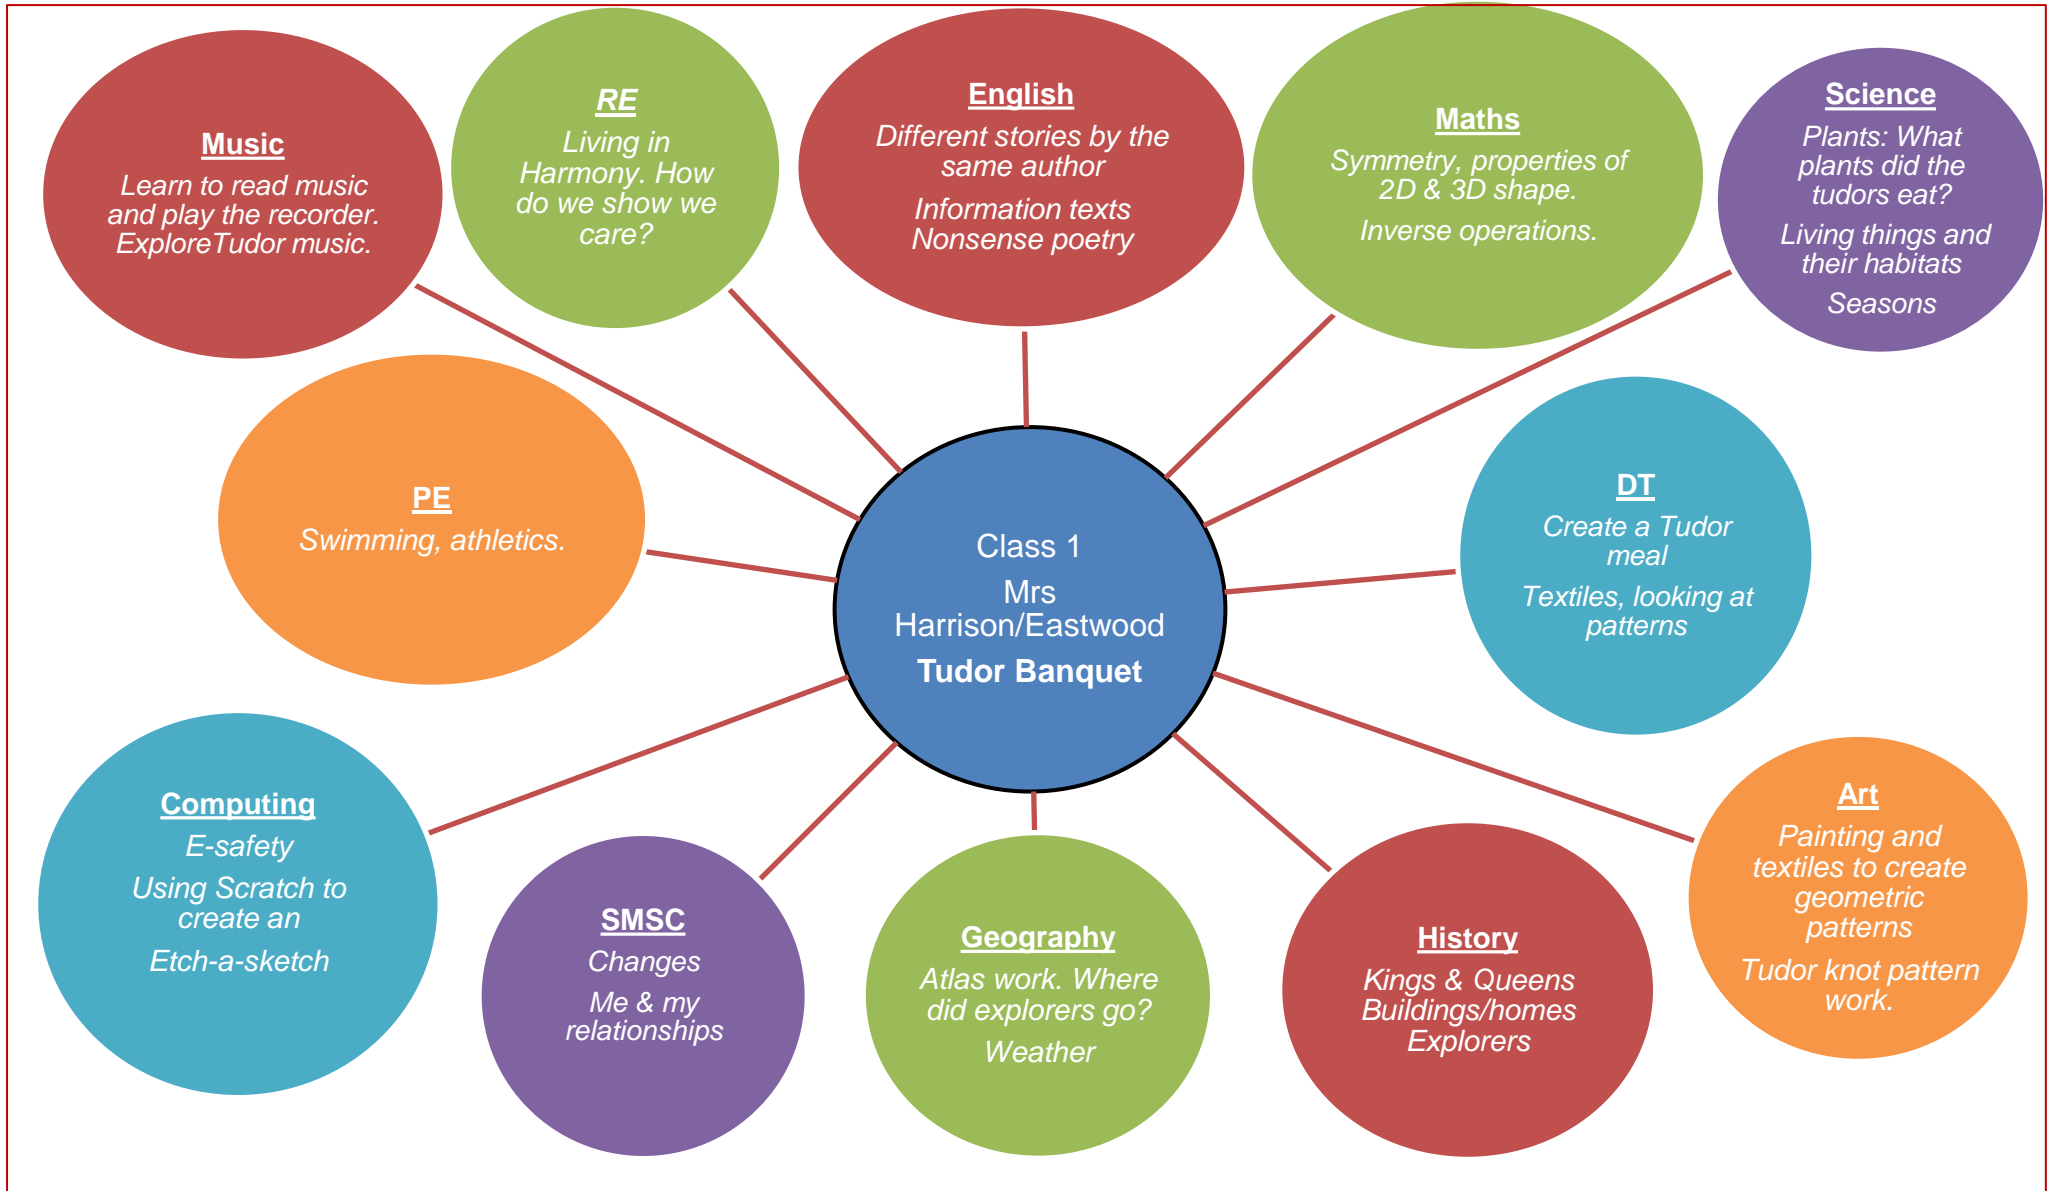 Music
Learn to read music
and play the recorder.
ExploreTudor music.
RE
Living in
Harmony. How
do we show we
care?
English
Different stories by the
same author
Information texts
Nonsense poetry
Maths
Symmetry, properties of
2D & 3D shape.
Inverse operations.
Science
Plants: What
plants did the
tudors eat?
Living things and
their habitats
Seasons
PE
Swimming, athletics.
Class 1
Mrs
Harrison/Eastwood
Tudor Banquet
DT
Create a Tudor
meal
Textiles, looking at
patterns
Computing
E-safety
Using Scratch to
create an
Etch-a-sketch
SMSC
Changes
Me & my
relationships
Geography
Atlas work. Where
did explorers go?
Weather
History
Kings & Queens
Buildings/homes
Explorers
Art
Painting and
textiles to create
geometric
patterns
Tudor knot pattern
work.